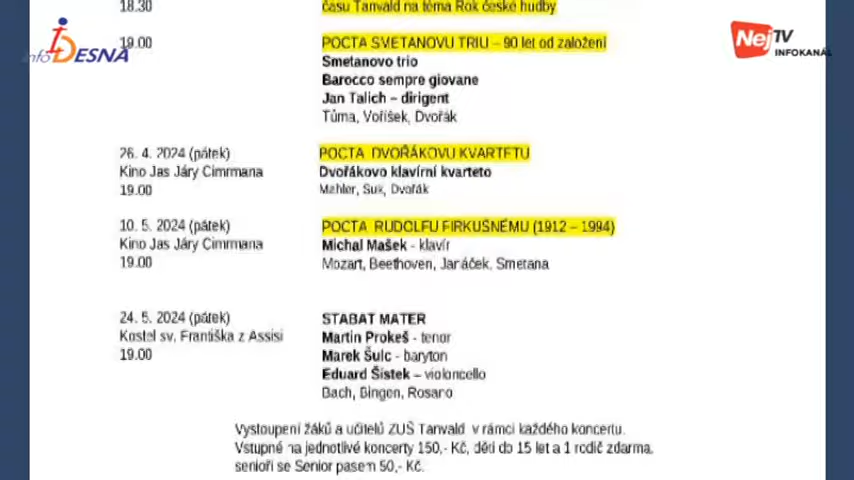 18.30
času Tanvald na téma Rok české hudby
infoDESNÁ
Nej TV
INFOKANÁL
19.00
POCTA SMETANOVU TRIU – 90 let od založení
Smetanovo trio
Barocco sempre giovane
Jan Talich – dirigent
Tůma, Voříšek, Dvořák
26. 4. 2024 (pátek)
POCTA DVOŘÁKOVU KVARTETU
Kino Jas Járy Cimrmana
Dvořákovo klavírní kvarteto
19.00
Mahler, Suk, Dvořák
10. 5. 2024 (pátek)
POCTA RUDOLFU FIRKUŠNÉMU (1912 – 1994)
Kino Jas Járy Cimrmana
Michal Mašek - klavír
19.00
Mozart, Beethoven, Janáček, Smetana
24. 5. 2024 (pátek)
STABAT MATER
Kostel sv. Františka z Assisi
Martin Prokeš - tenor
19.00
Marek Šulc - baryton
Eduard Šístek – violoncello
Bach, Bingen, Rosano
Vystoupení žáků a učitelů ZUŠ Tanvald v rámci každého koncertu.
Vstupné na jednotlivé koncerty 150,- Kč, děti do 15 let a 1 rodič zdarma,
senioři se Senior pasem 50,- Kč.